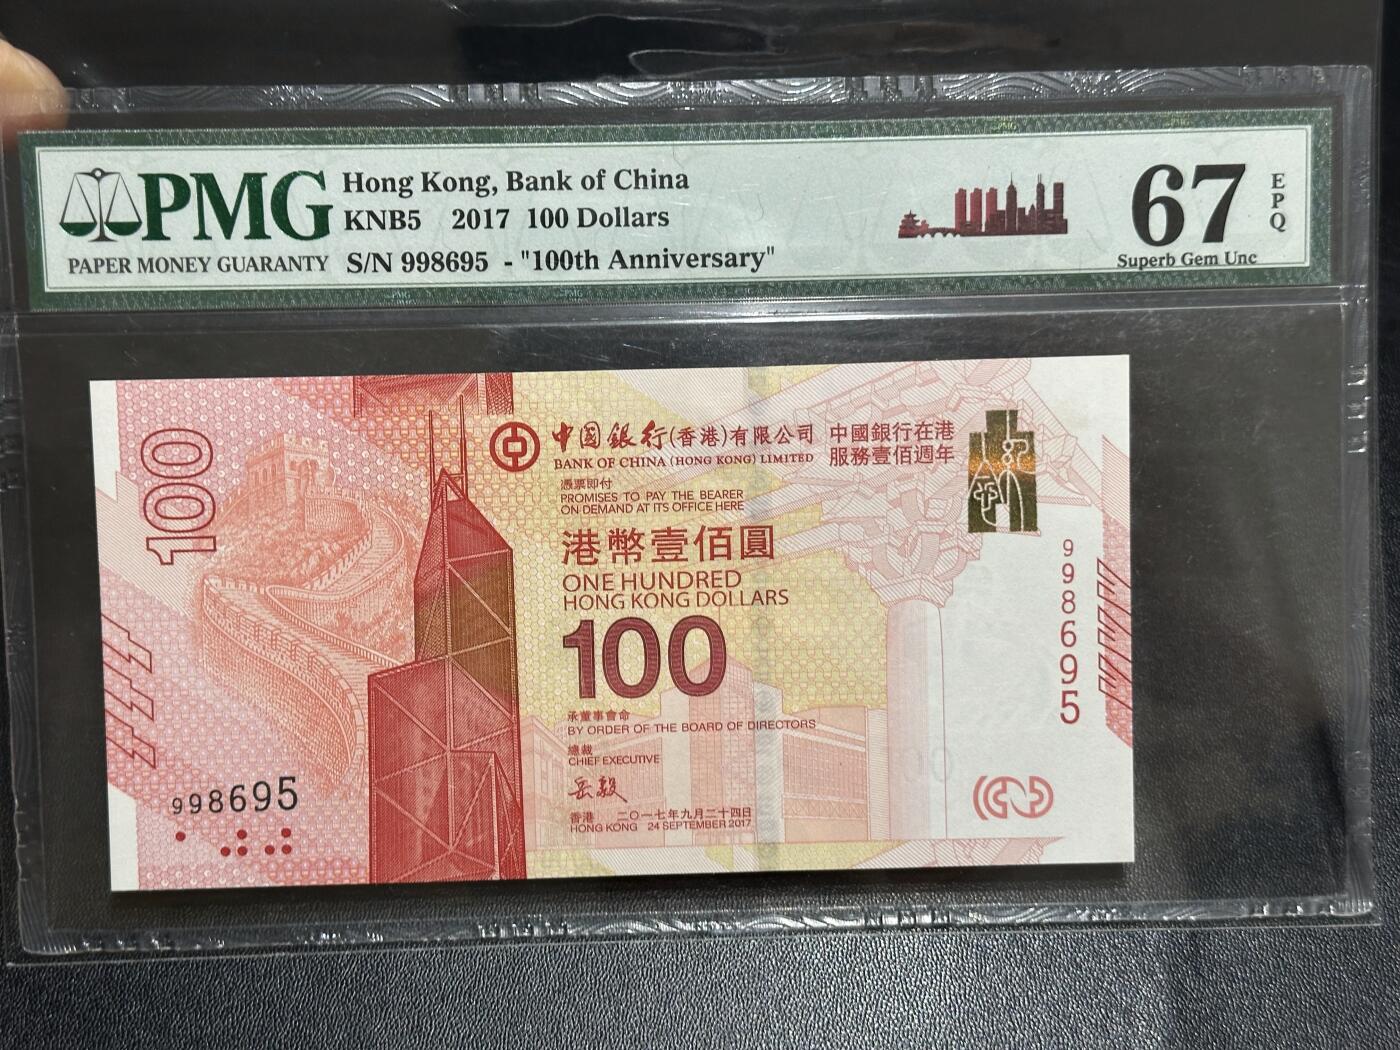 PMG
PAPER MONEY GUARANTY
Hong Kong, Bank of China
KNB5 2017 100 Dollars
S/N 998695 - "100th Anniversary"
67
EPQ
Superb Gem Unc
100
中國銀行(香港)有限公司
BANK OF CHINA (HONG KONG) LIMITED
中國銀行在港
服務壹佰週年
憑票即付
PROMISES TO PAY THE BEARER
ON DEMAND AT ITS OFFICE HERE
港幣壹佰圓
ONE HUNDRED
HONG KONG DOLLARS
100
998695
承董事會命
BY ORDER OF THE BOARD OF DIRECTORS
總裁
CHIEF EXECUTIVE
岳毅
香港 二〇一七年九月二十四日
HONG KONG 24 SEPTEMBER 2017
998695